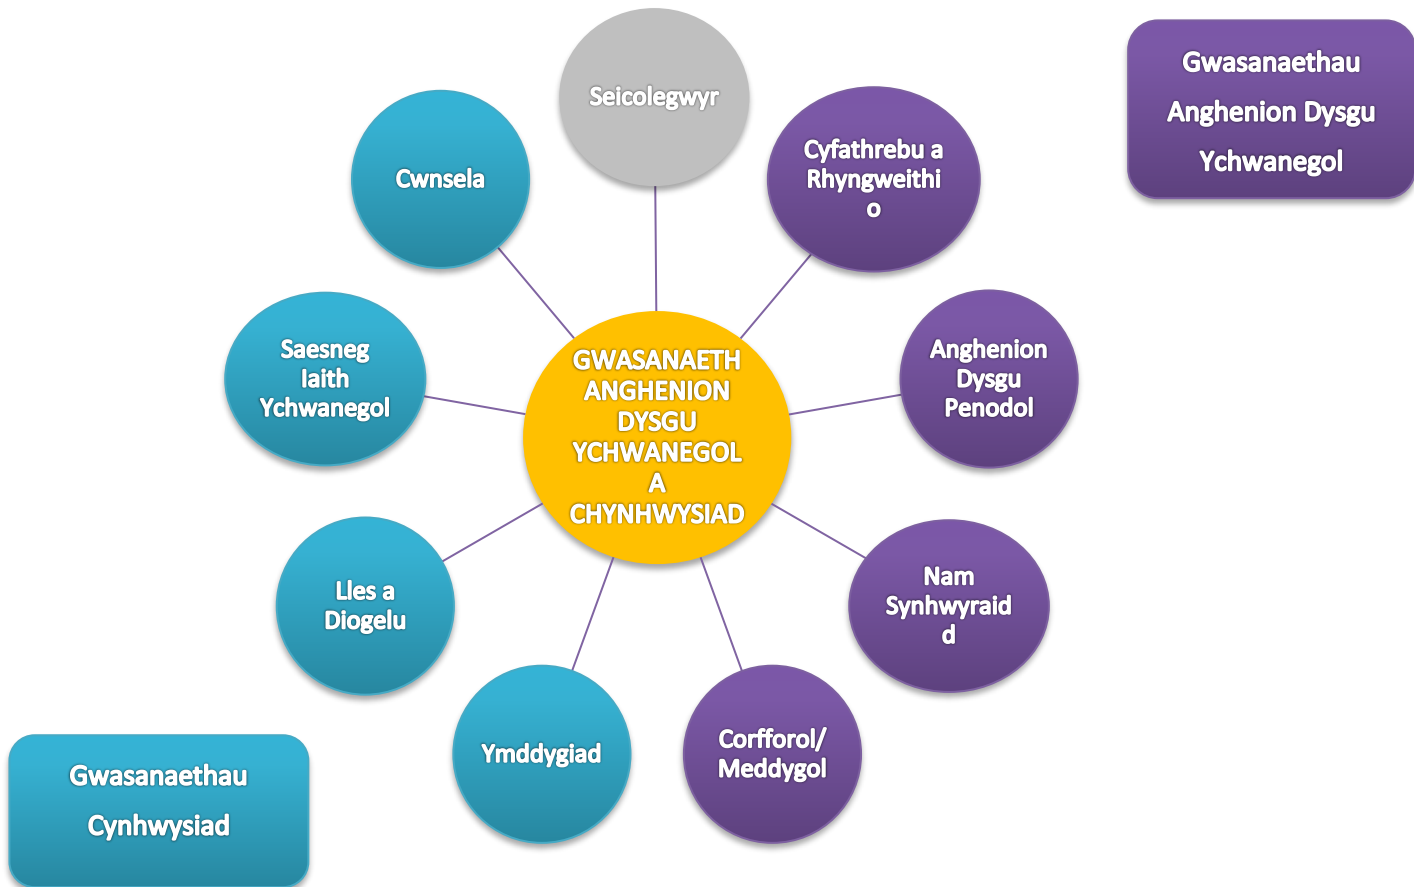 Seicolegwyr
Cyfathrebu a
Rhyngweithi
o
Anghenion
Dysgu
Penodol
Nam
Synhwyraid
d
Corfforol/
Meddygol
Ymddygiad
Lles a
Diogelu
Saesneg
Iaith
Ychwanegol
Cwnsela
GWASANAETH
ANGHENION
DYSGU
YCHWANEGOL
A
CHYNHWYSIAD
Gwasanaethau
Anghenion Dysgu
Ychwanegol
Gwasanaethau
Cynhwysiad